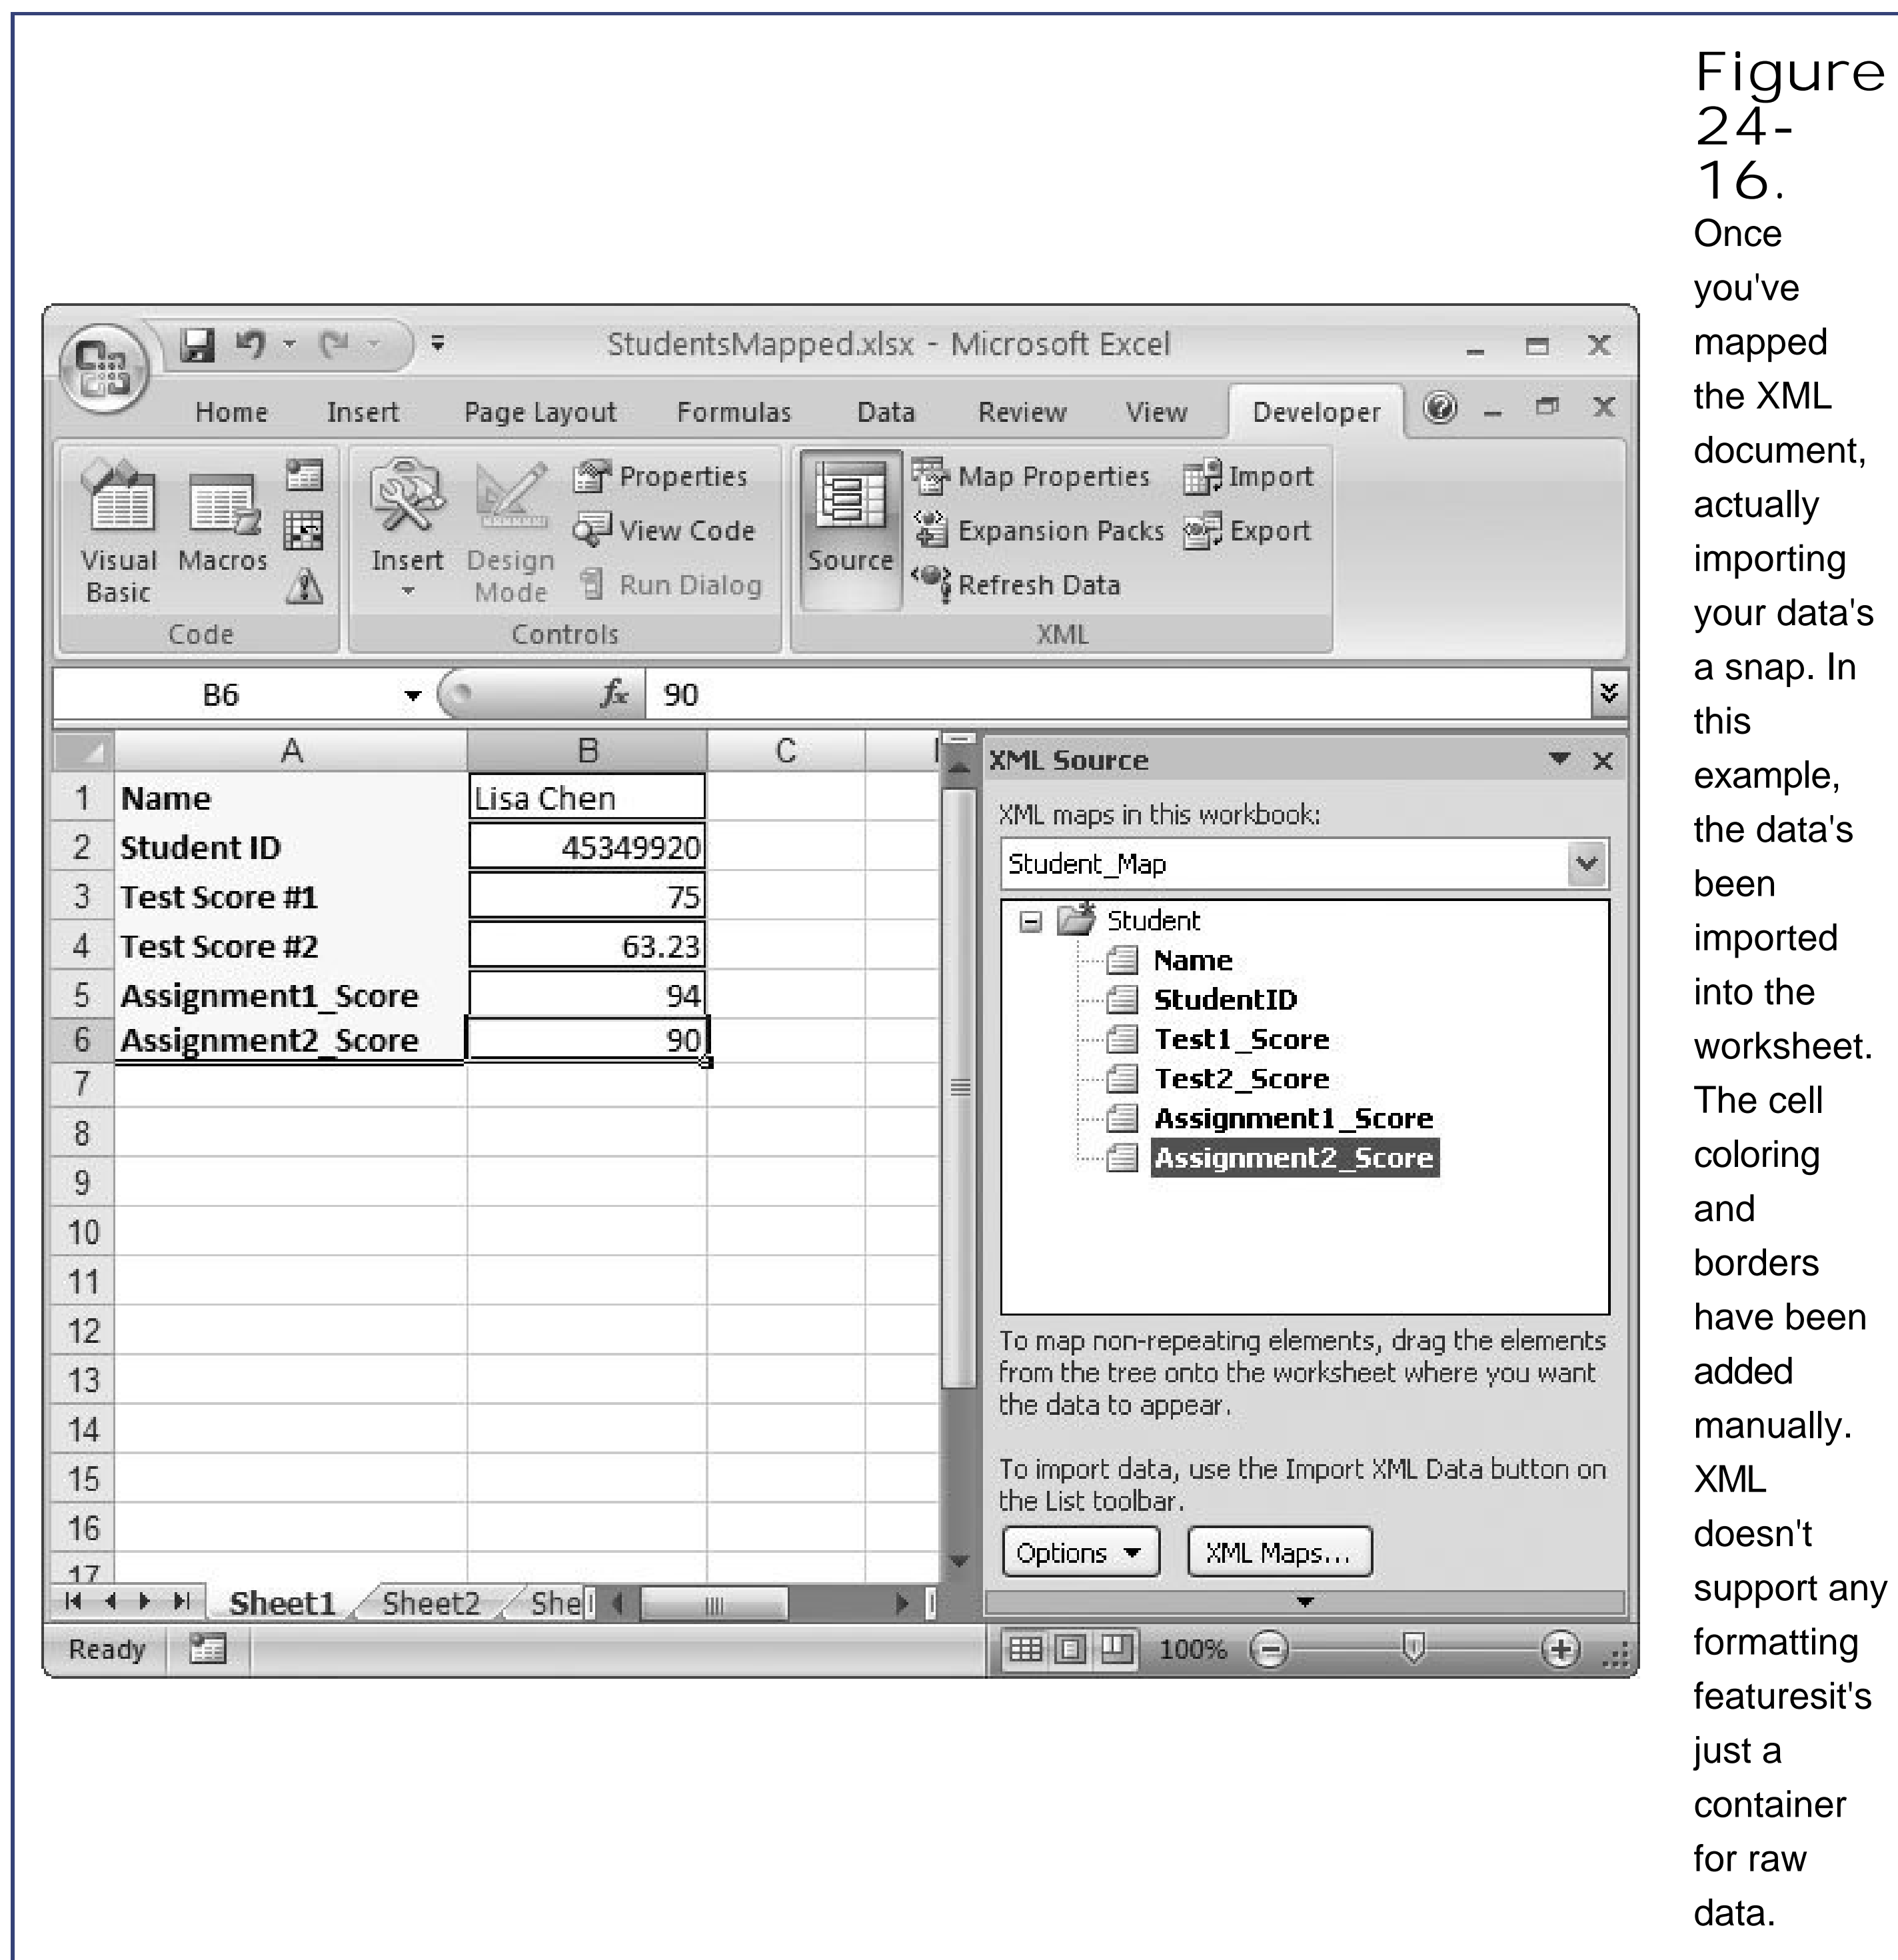 StudentsMapped.xlsx - Microsoft Excel
Home Insert Page Layout Formulas Data Review View Developer
Visual Basic
Macros
Code
Insert
Design Mode
Properties
View Code
Run Dialog
Controls
Source
Map Properties
Expansion Packs
Refresh Data
Import
Export
XML
B6 fx 90
A B C
1 Name Lisa Chen
2 Student ID 45349920
3 Test Score #1 75
4 Test Score #2 63.23
5 Assignment1_Score 94
6 Assignment2_Score 90
7
8
9
10
11
12
13
14
15
16
17
Sheet1 Sheet2 She
Ready
XML Source
XML maps in this workbook:
Student_Map
Student
Name
StudentID
Test1_Score
Test2_Score
Assignment1_Score
Assignment2_Score
To map non-repeating elements, drag the elements
from the tree onto the worksheet where you want
the data to appear.
To import data, use the Import XML Data button on
the List toolbar.
Options XML Maps...
100%
Figure
24-
16.
Once
you've
mapped
the XML
document,
actually
importing
your data's
a snap. In
this
example,
the data's
been
imported
into the
worksheet.
The cell
coloring
and
borders
have been
added
manually.
XML
doesn't
support any
formatting
featuresit's
just a
container
for raw
data.